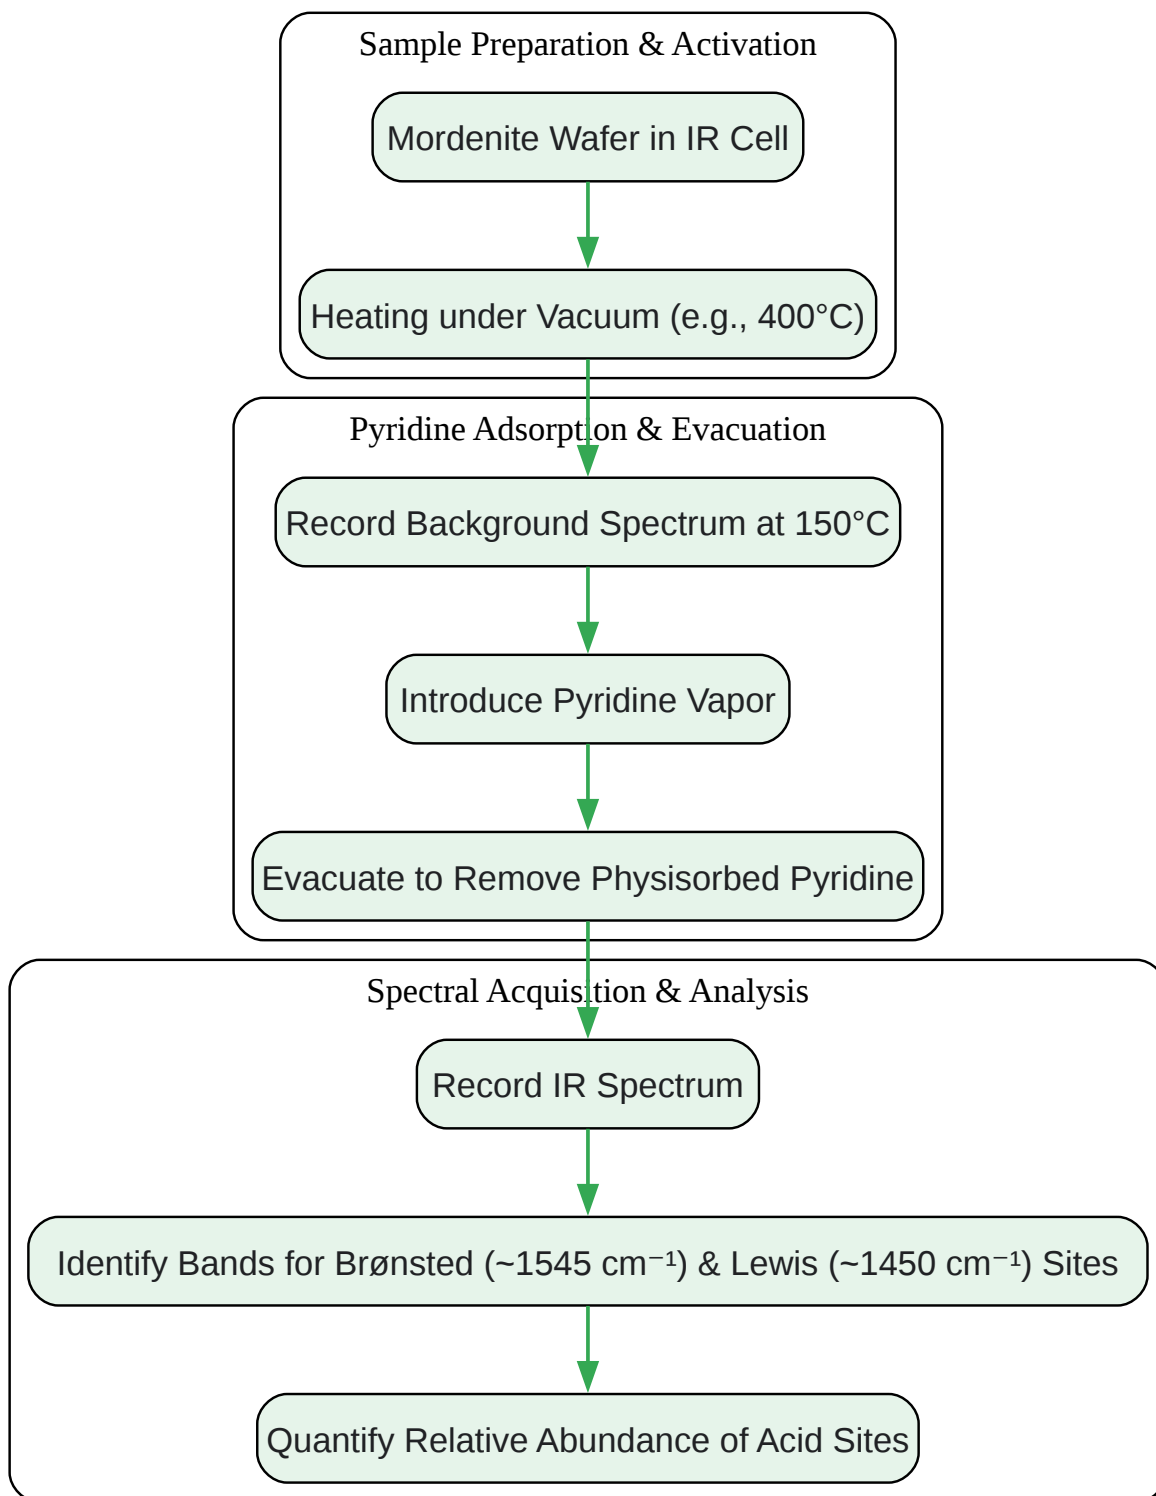 Sample Preparation & Activation
Mordenite Wafer in IR Cell
Heating under Vacuum (e.g., 400°C)
Pyridine Adsorption & Evacuation
Record Background Spectrum at 150°C
Introduce Pyridine Vapor
Evacuate to Remove Physisorbed Pyridine
Spectral Acquisition & Analysis
Record IR Spectrum
Identify Bands for Brønsted (~1545 cm⁻¹) & Lewis (~1450 cm⁻¹) Sites
Quantify Relative Abundance of Acid Sites